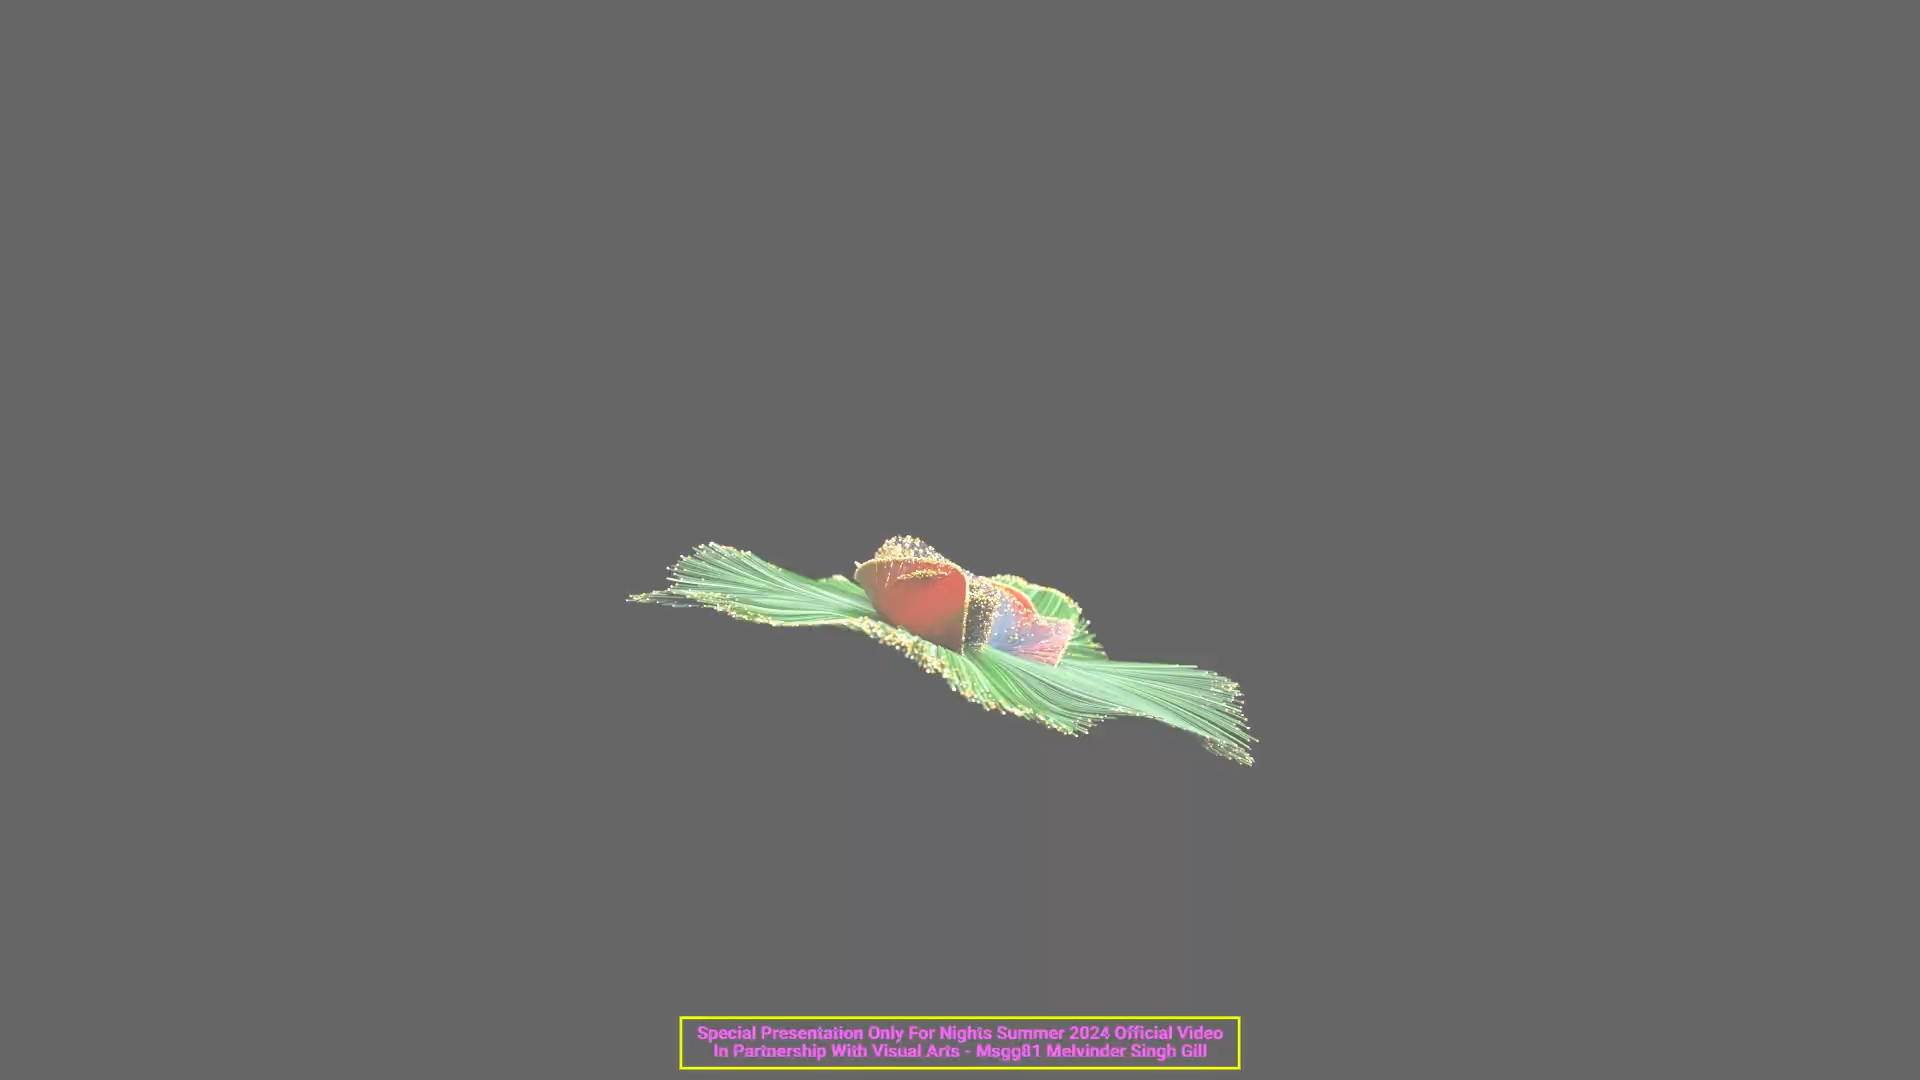 Special Presentation Only For Nights Summer 2024 Official Video
In Partnership With Visual Arts - Msgg81 Melvinder Singh Gill